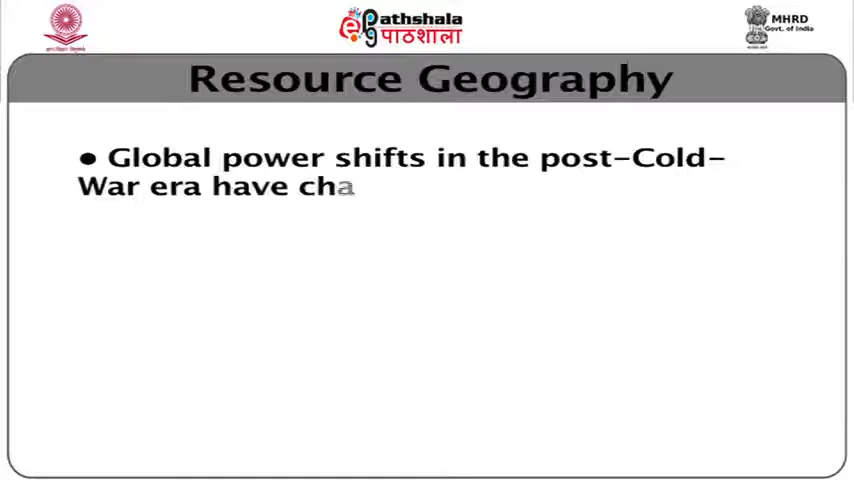 Pathshala
पाठशाला
MHRD
Govt. of India
Resource Geography
● Global power shifts in the post-Cold-
War era have cha